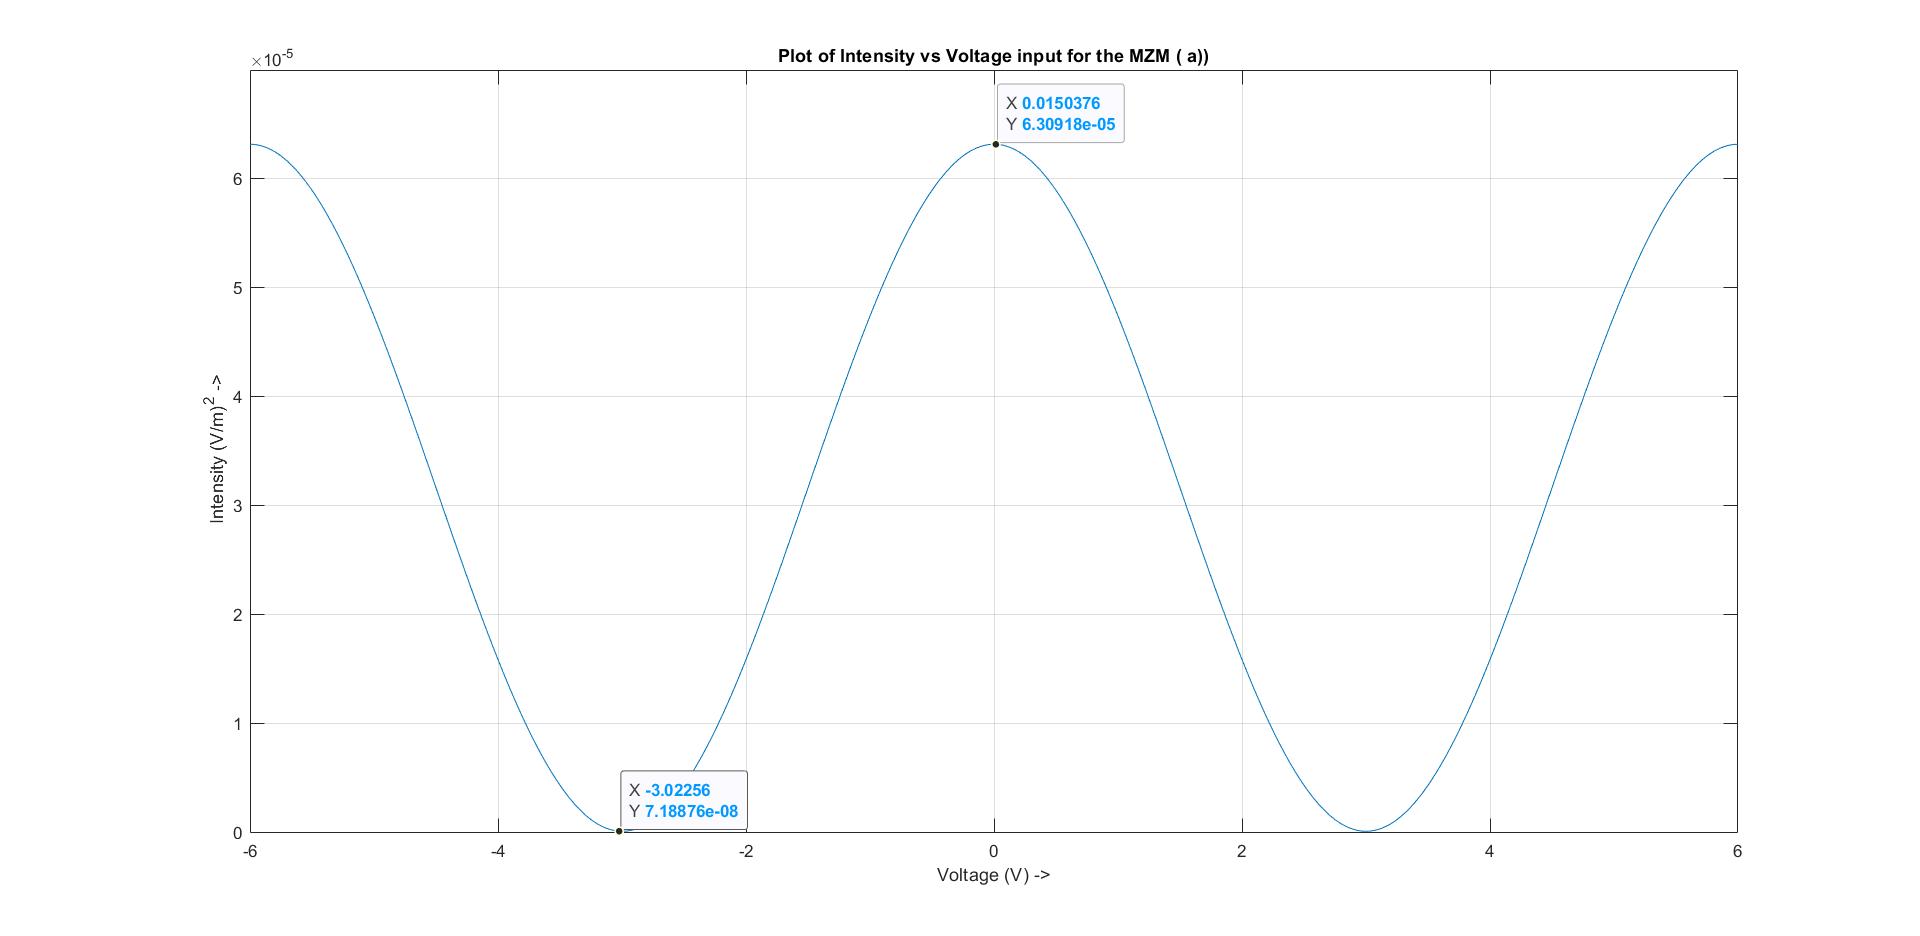 Plot of Intensity vs Voltage input for the MZM ( a))
×10^-5
X 0.0150376
Y 6.30918e-05
6
5
4
3
2
1
0
Intensity (V/m)^2 ->
X -3.02256
Y 7.18876e-08
-6 -4 -2 0 2 4 6
Voltage (V) ->